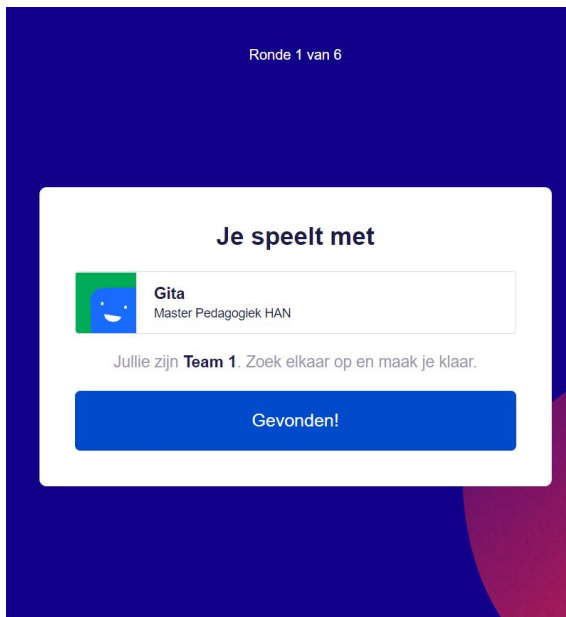 Ronde 1 van 6
Je speelt met
Gita
Master Pedagogiek HAN
Jullie zijn Team 1. Zoek elkaar op en maak je klaar.
Gevonden!